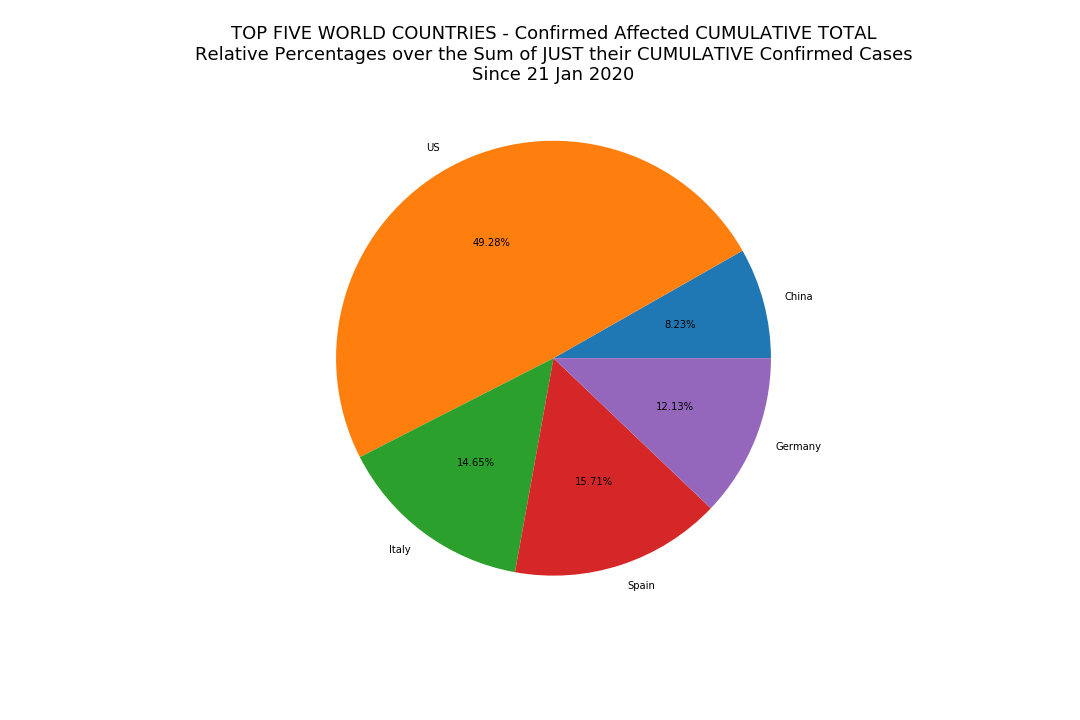 TOP FIVE WORLD COUNTRIES - Confirmed Affected CUMULATIVE TOTAL
Relative Percentages over the Sum of JUST their CUMULATIVE Confirmed Cases
Since 21 Jan 2020
US
49.28%
China
8.23%
12.13%
Germany
14.65%
15.71%
Italy
Spain